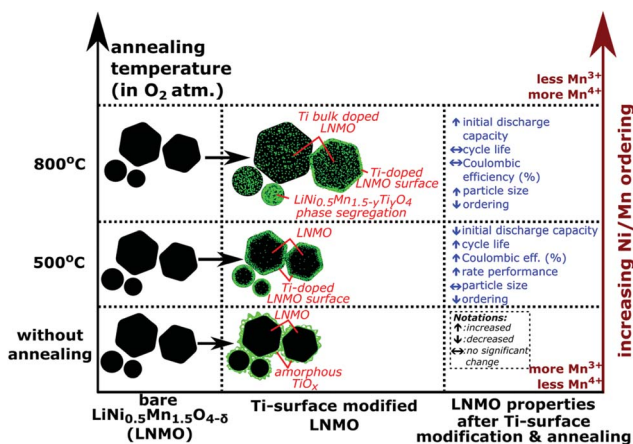 annealing
temperature
(in O₂ atm.)
less Mn³⁺
more Mn⁴⁺
800°C
Ti bulk doped
LNMO
Ti-doped
LNMO surface
LiNi₀.₅Mn₁.₅₋yTiyO₄
phase segregation
↑ initial discharge
capacity
↔cycle life
↔Coulombic
efficiency (%)
↑ particle size
↓ ordering
500°C
LNMO
Ti-doped
LNMO surface
↓initial discharge capacity
↑ cycle life
↑ Coulombic eff. (%)
↑ rate performance
↔ particle size
↓ ordering
without
annealing
LNMO
amorphous
TiOₓ
Notations:
↑:increased
↓:decreased
↔:no significant
change
more Mn³⁺
less Mn⁴⁺
increasing Ni/Mn ordering
bare
LiNi₀.₅Mn₁.₅O₄₋δ
(LNMO)
Ti-surface modified
LNMO
LNMO properties
after Ti-surface
modification & annealing